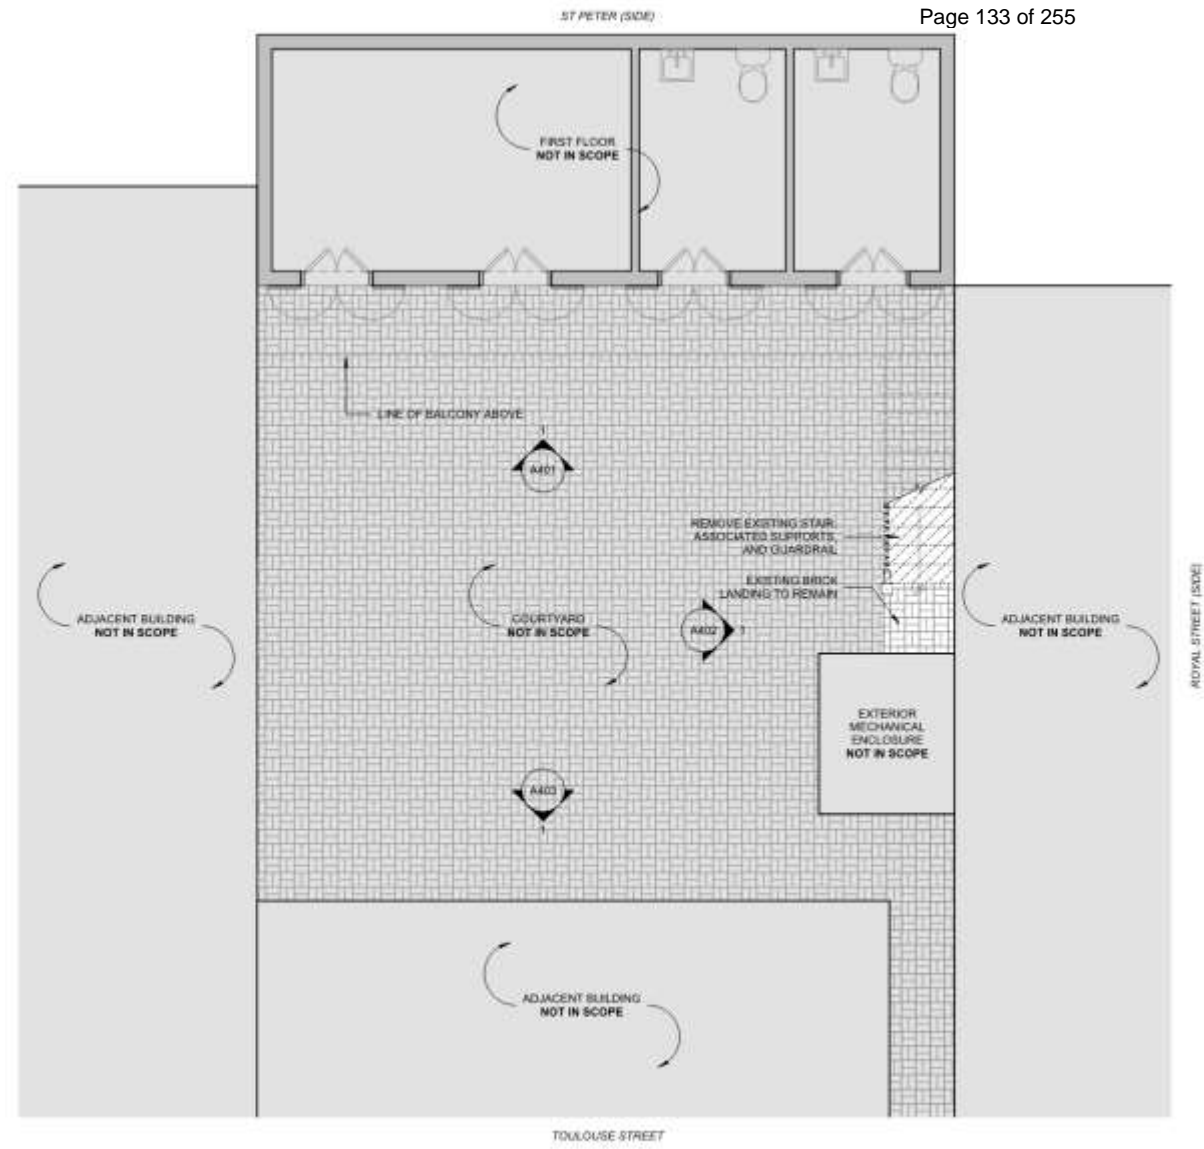 ST PETER (SIDE)
Page 133 of 255
FIRST FLOOR
NOT IN SCOPE
LINE OF BALCONY ABOVE
1
A401
REMOVE EXISTING STAIR,
ASSOCIATED SUPPORTS,
AND GUARDRAIL
EXISTING BRICK
LANDING TO REMAIN
ADJACENT BUILDING
NOT IN SCOPE
COURTYARD
NOT IN SCOPE
A402
1
ADJACENT BUILDING
NOT IN SCOPE
ROYAL STREET (SIDE)
EXTERIOR
MECHANICAL
ENCLOSURE
NOT IN SCOPE
A403
1
ADJACENT BUILDING
NOT IN SCOPE
TOULOUSE STREET